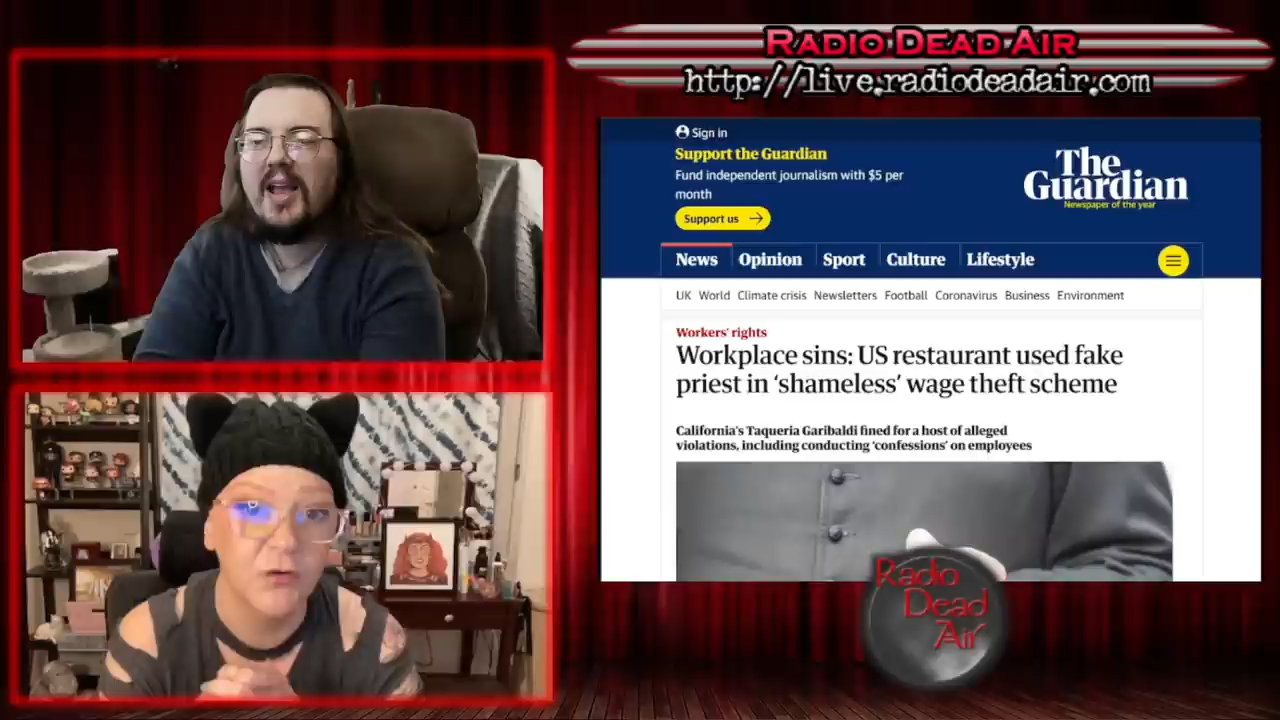 Radio Dead Air
http://live.radiodeadair.com
Sign in
Support the Guardian
Fund independent journalism with $5 per
month
Support us
The
Guardian
Newspaper of the year
News
Opinion
Sport
Culture
Lifestyle
UK World Climate crisis Newsletters Football Coronavirus Business Environment
Workers' rights
Workplace sins: US restaurant used fake
priest in ‘shameless’ wage theft scheme
California’s Taqueria Garibaldi fined for a host of alleged
violations, including conducting ‘confessions’ on employees
Radio
Dead
Air